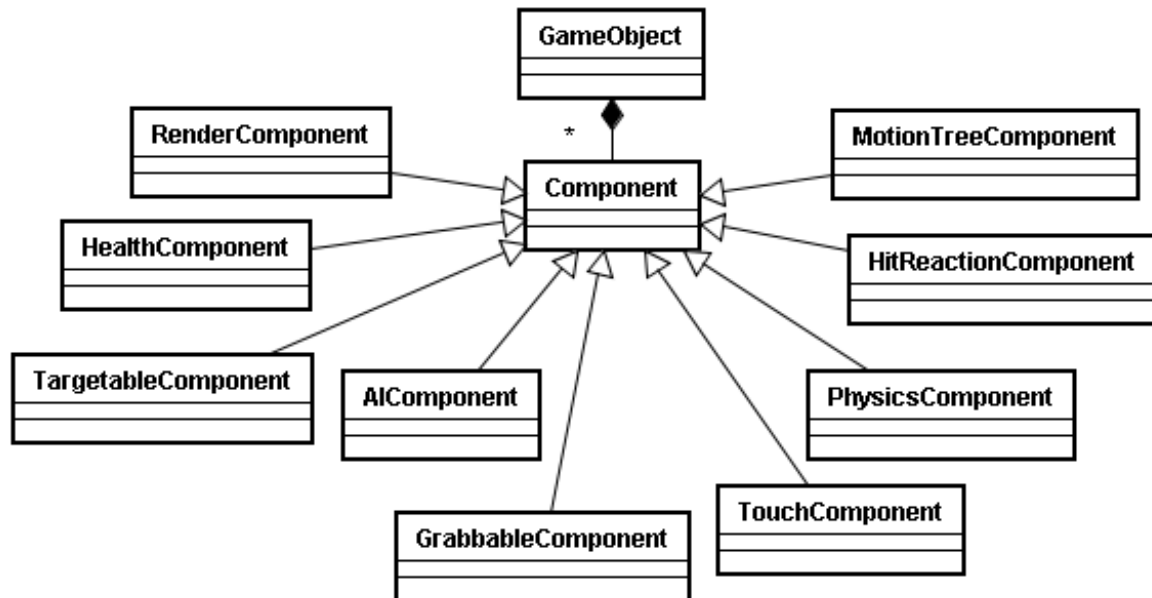 GameObject
*
RenderComponent
MotionTreeComponent
Component
HealthComponent
HitReactionComponent
TargetableComponent
AIComponent
PhysicsComponent
GrabbableComponent
TouchComponent